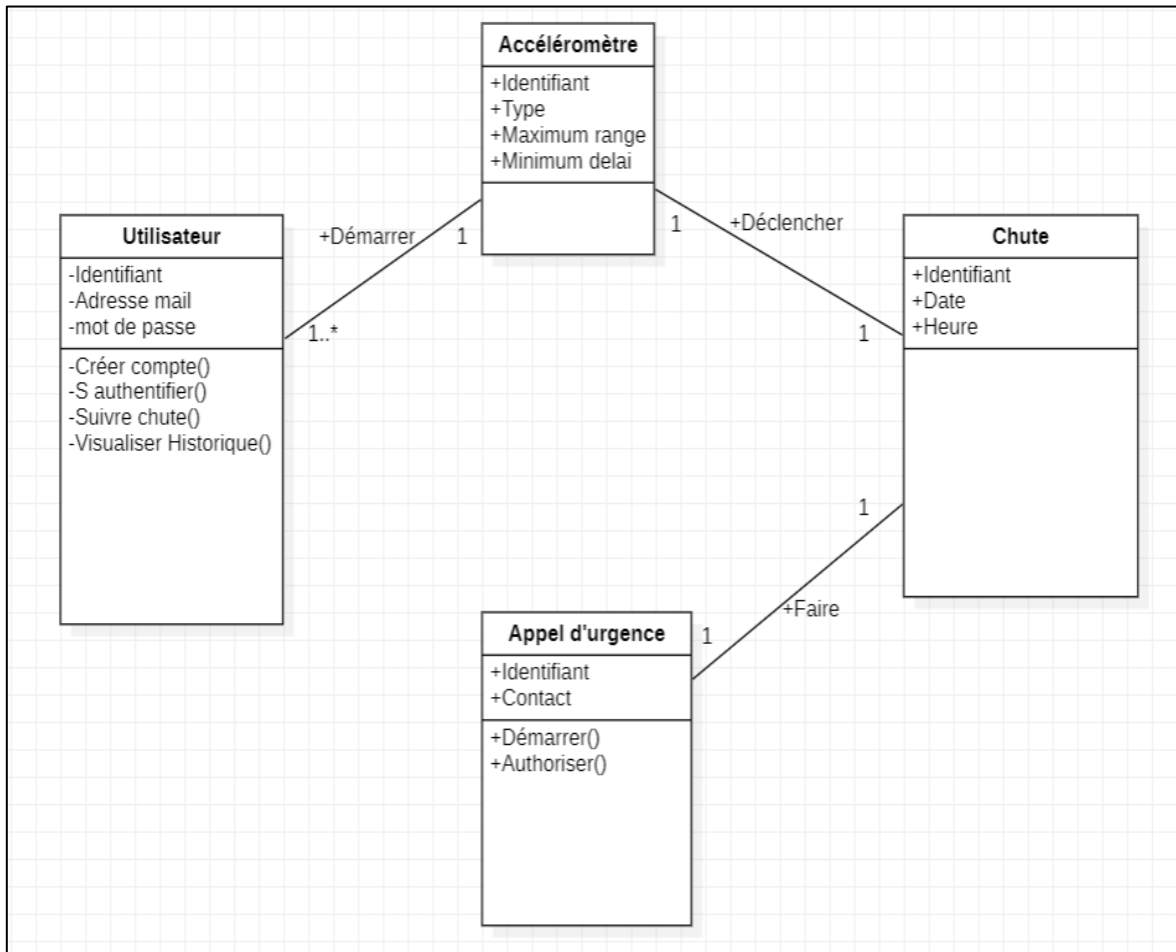 Accéléromètre
+Identifiant
+Type
+Maximum range
+Minimum delai
+Démarrer
1
1..*
1
+Déclencher
1
Utilisateur
-Identifiant
-Adresse mail
-mot de passe
-Créer compte()
-S authentifier()
-Suivre chute()
-Visualiser Historique()
Chute
+Identifiant
+Date
+Heure
1
+Faire
1
Appel d'urgence
+Identifiant
+Contact
+Démarrer()
+Authoriser()